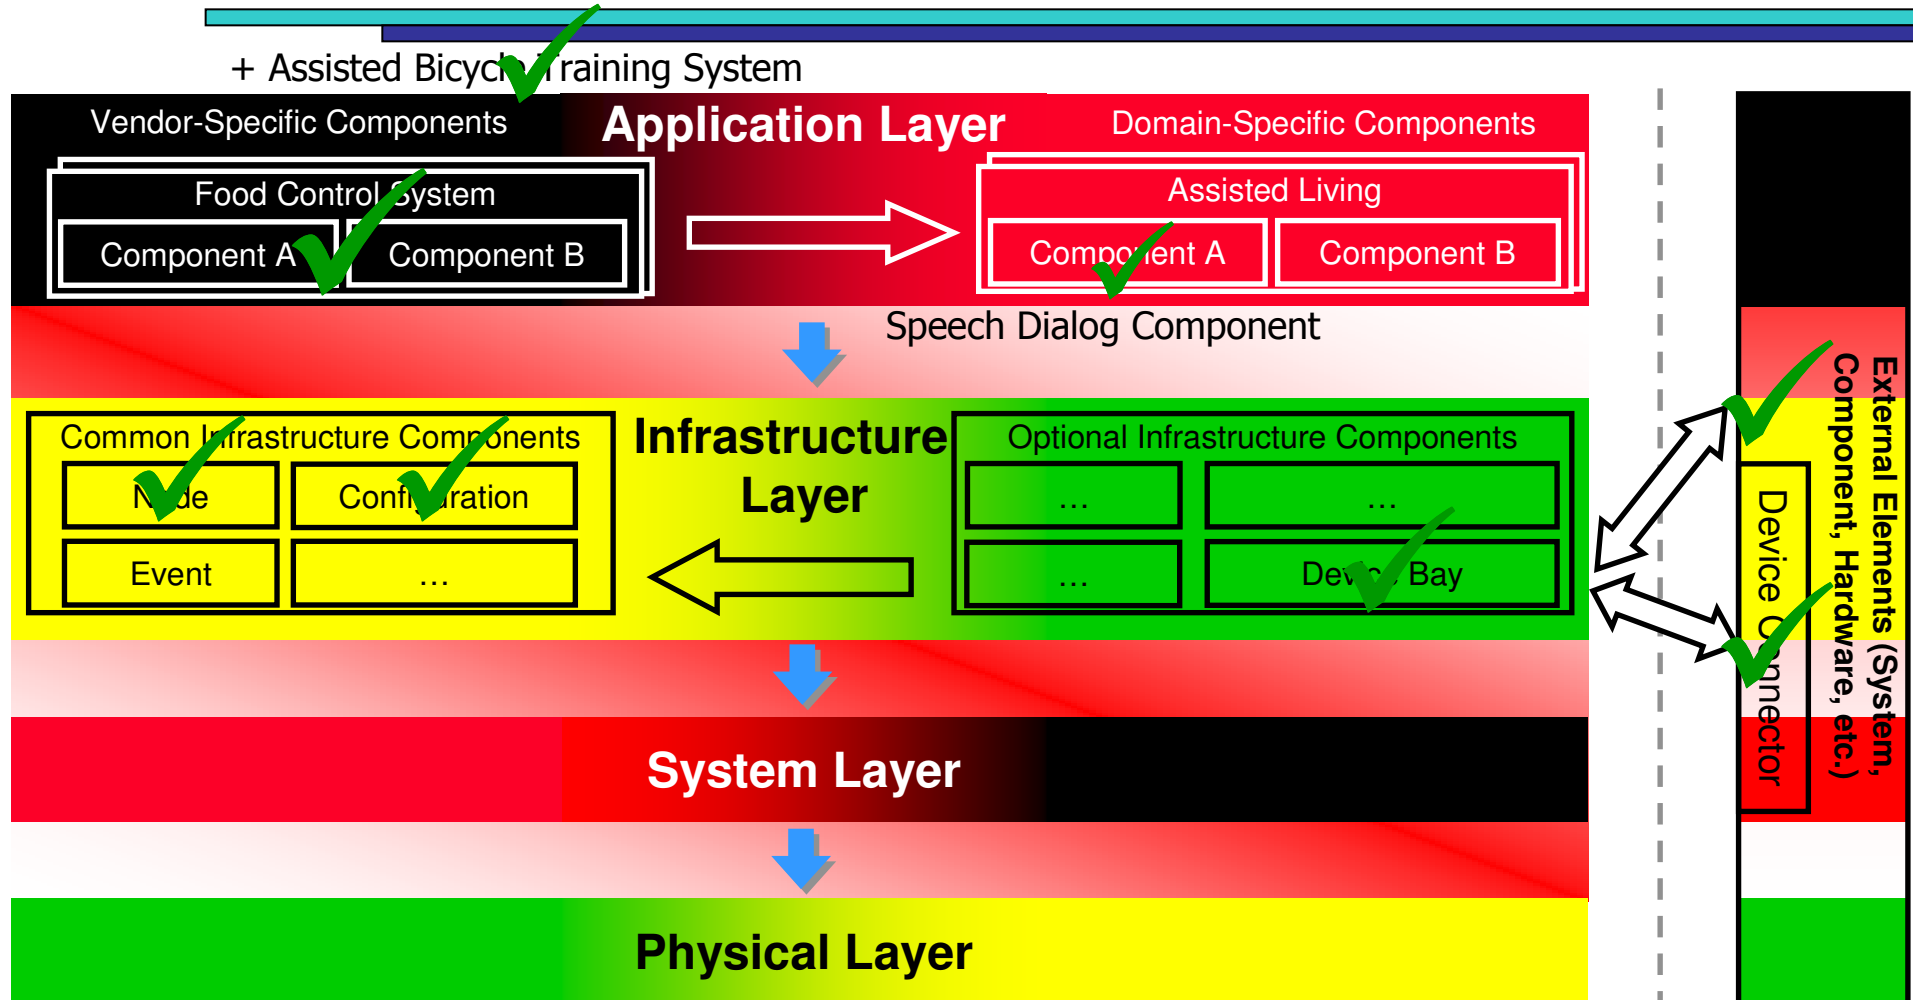 + Assisted Bicycle Training System
Vendor-Specific Components
Application Layer
Domain-Specific Components
Food Control System
Component A
Component B
Assisted Living
Component A
Component B
Speech Dialog Component
Common Infrastructure Components
Node
Configuration
Event
…
Infrastructure
Layer
Optional Infrastructure Components
…
…
…
Device Bay
System Layer
Physical Layer
External Elements (System,
Component, Hardware, etc.)
Device Connector